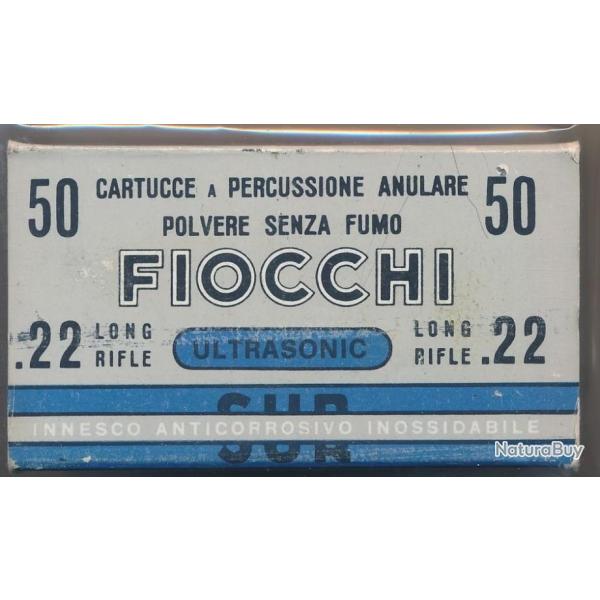 50 CARTUCCE A PERCUSSIONE ANULARE 50
POLVERE SENZA FUMO
FIOCCHI
.22 LONG RIFLE ULTRASONIC LONG RIFLE .22
SUR
INNESCO ANTICORROSIVO INOSSIDABILE
NaturaBuy